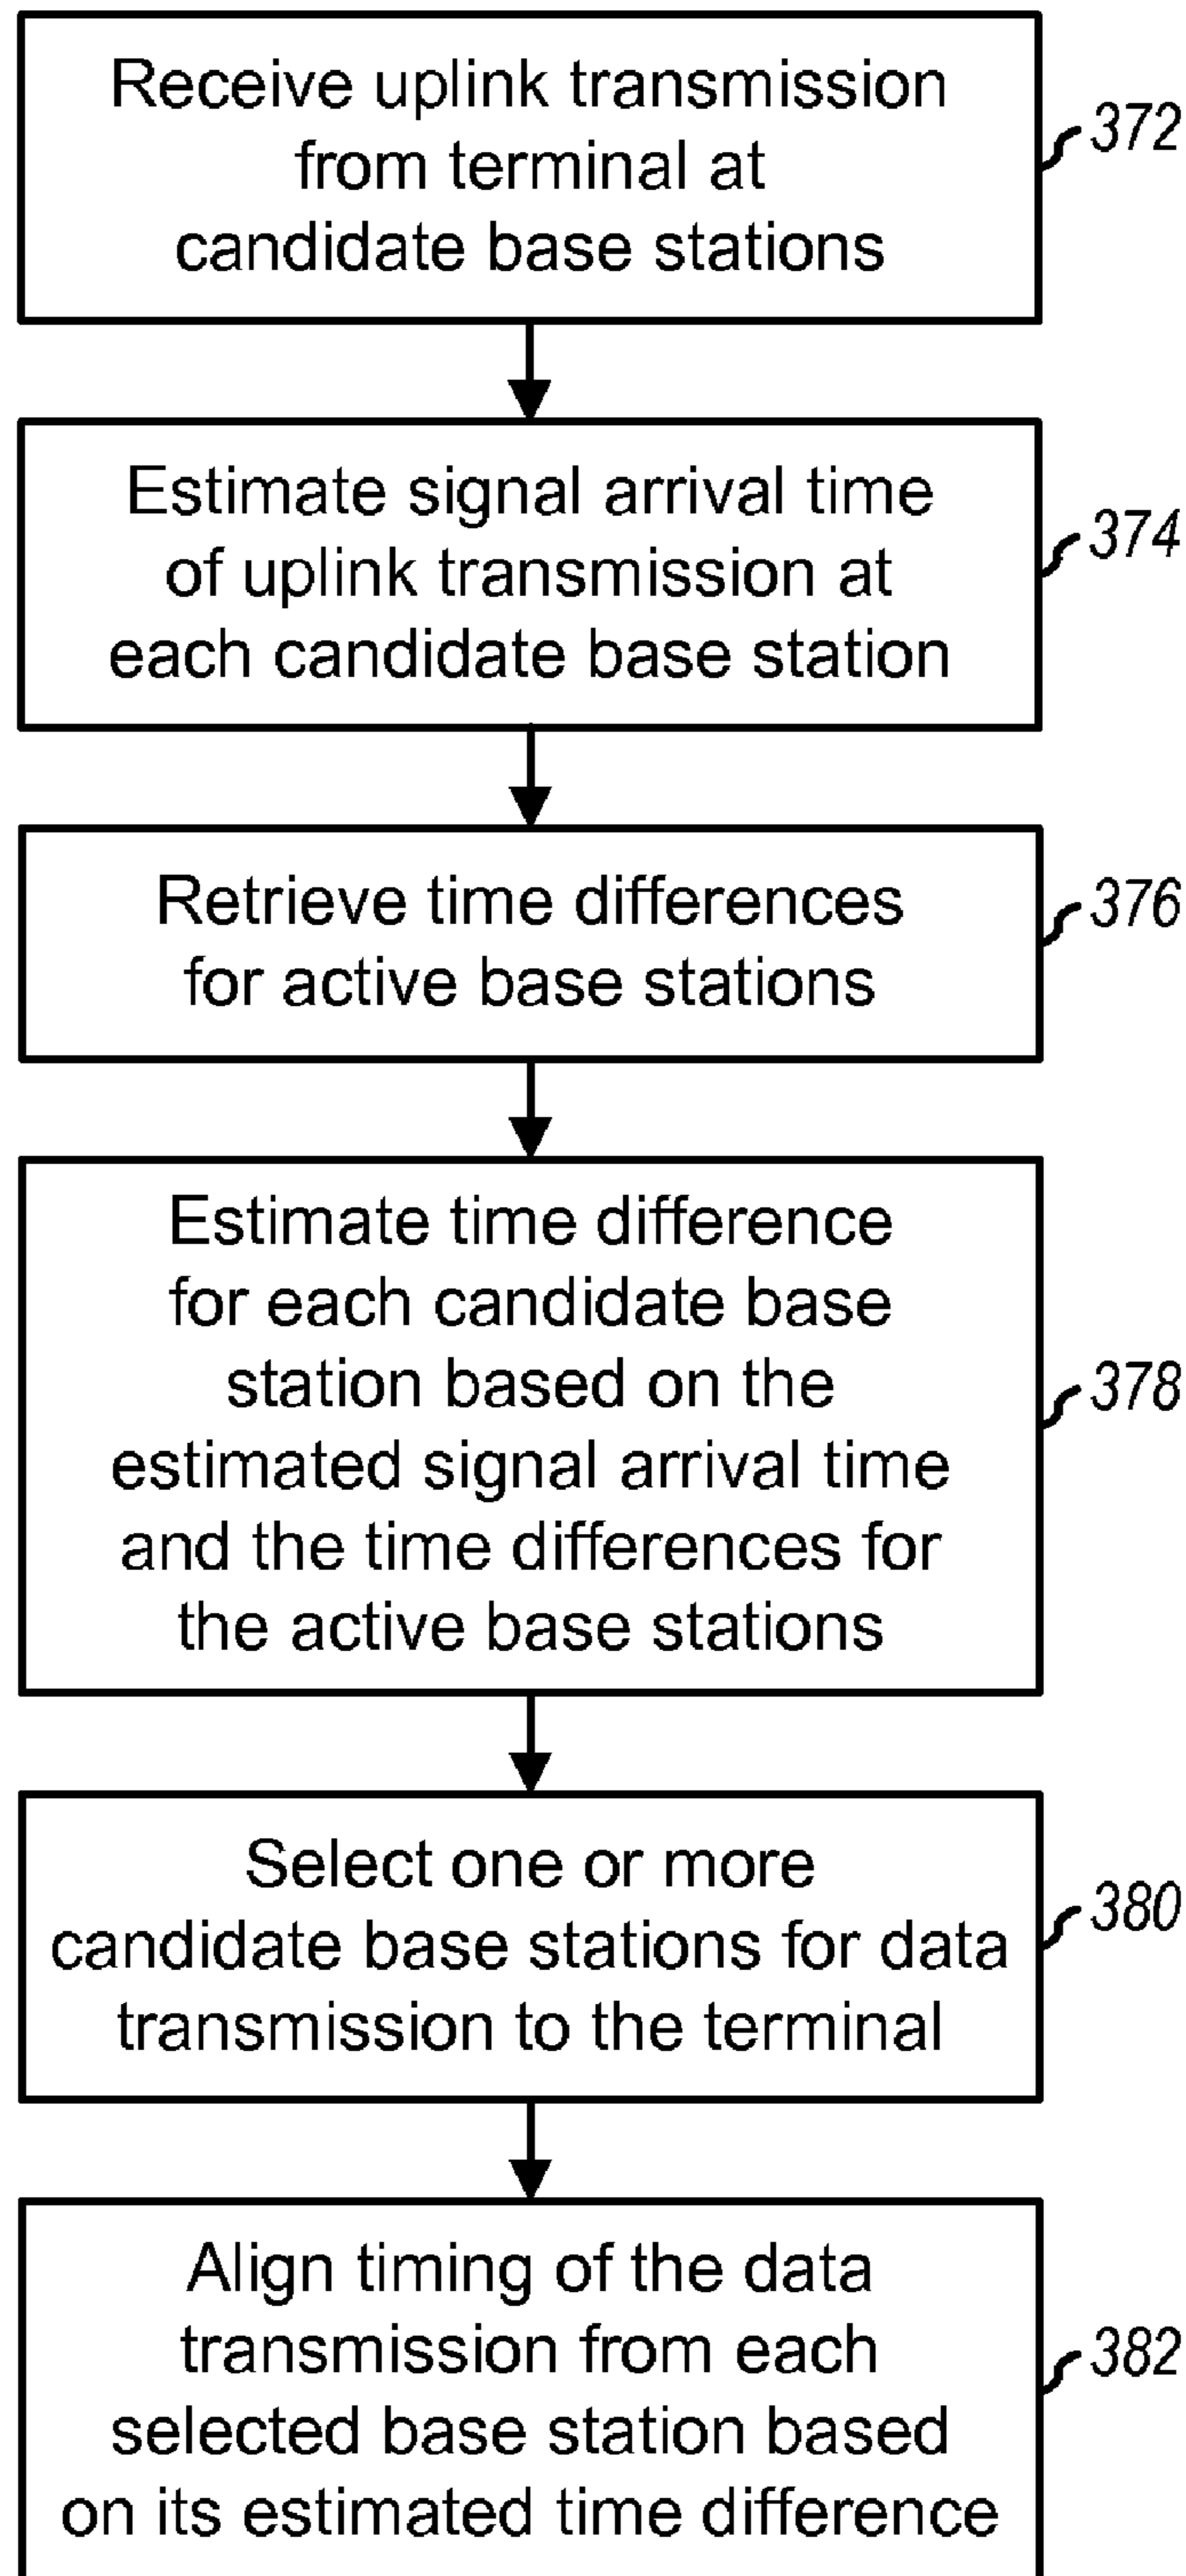 Receive uplink transmission
from terminal at
candidate base stations
372
Estimate signal arrival time
of uplink transmission at
each candidate base station
374
Retrieve time differences
for active base stations
376
Estimate time difference
for each candidate base
station based on the
estimated signal arrival time
and the time differences for
the active base stations
378
Select one or more
candidate base stations for data
transmission to the terminal
380
Align timing of the data
transmission from each
selected base station based
on its estimated time difference
382